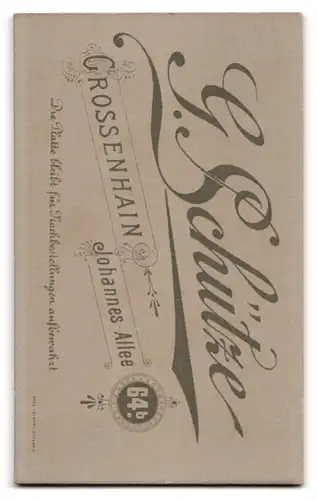 G. Schütze
GROSSENHAIN
Johannes-Allee
64b.
Die Platte bleibt für Nachbestellungen aufbewahrt